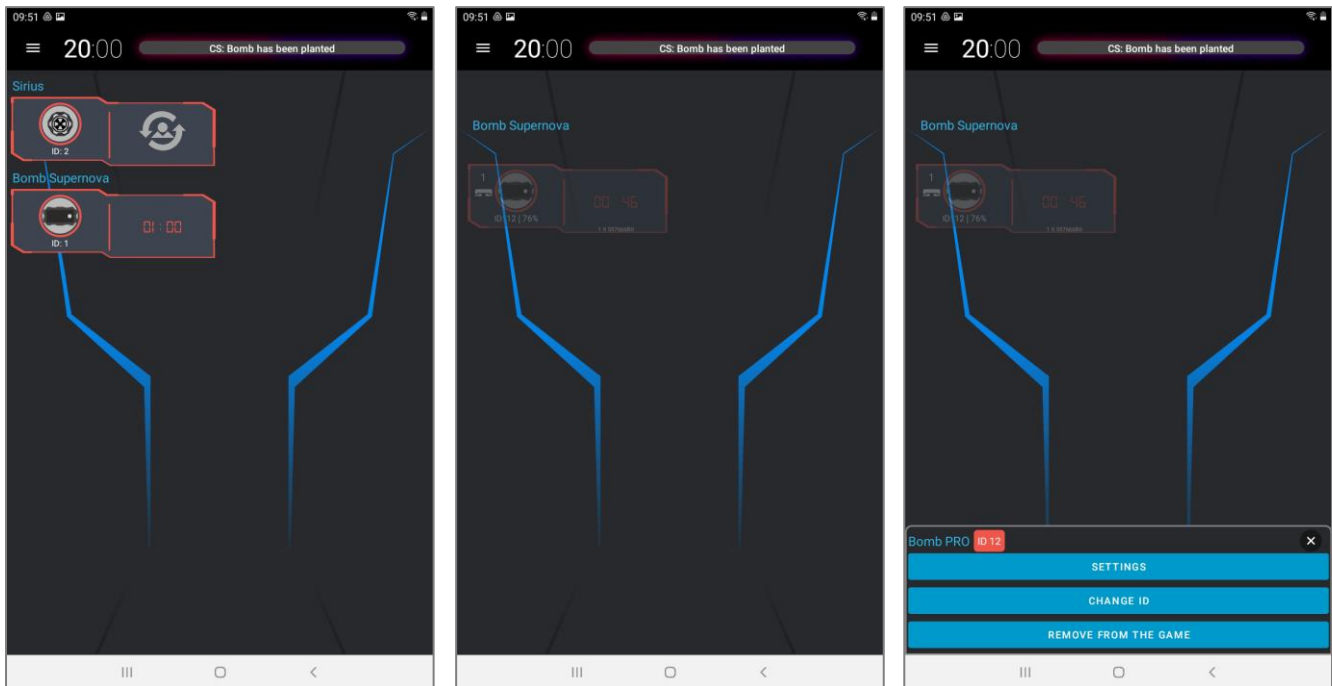 09:51
20:00 CS: Bomb has been planted
Sirius
ID: 2
Bomb Supernova
ID: 1
01:00
09:51
20:00 CS: Bomb has been planted
Bomb Supernova
1
ID: 12 | 76%
00:46
09:51
20:00 CS: Bomb has been planted
Bomb Supernova
1
ID: 12 | 76%
00:46
Bomb PRO ID 12
SETTINGS
CHANGE ID
REMOVE FROM THE GAME